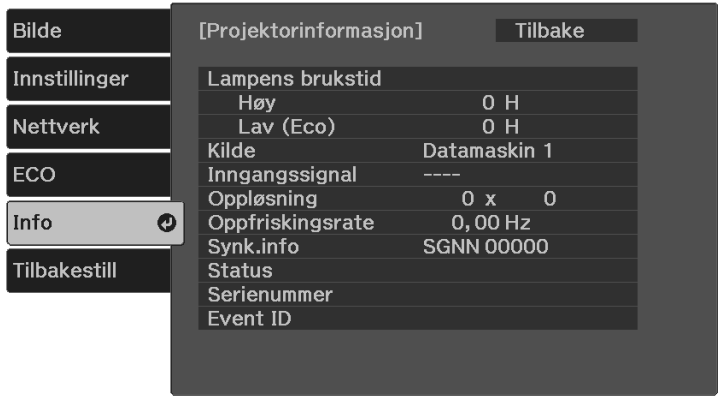 Bilde
Innstillinger
Nettverk
ECO
Info
Tilbakestill
[Projektorinformasjon] Tilbake
Lampens brukstid
Høy 0 H
Lav (Eco) 0 H
Kilde Datamaskin 1
Inngangssignal ----
Oppløsning 0 x 0
Oppfriskingsrate 0,00 Hz
Synk.info SGNN 00000
Status
Serienummer
Event ID